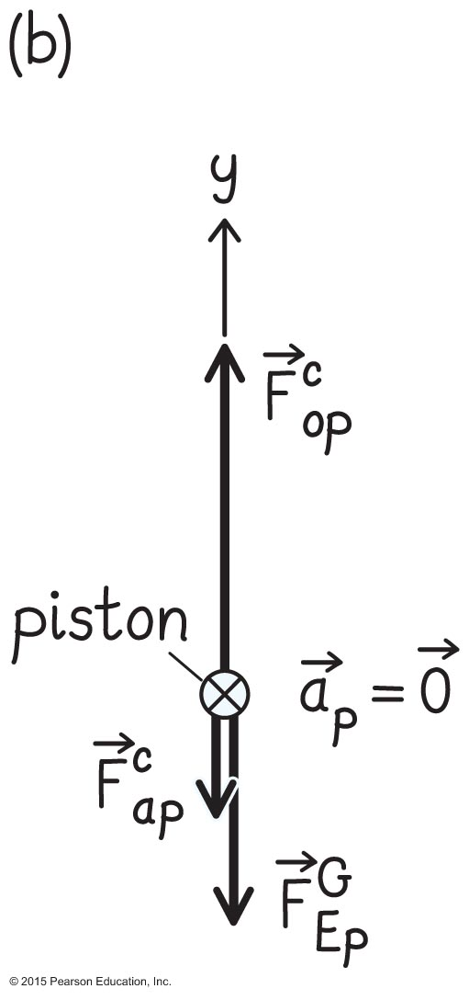 (b)
y
F⃗ᶜ_op
piston
a⃗_p = 0⃗
F⃗ᶜ_ap
F⃗ᴳ_Ep
© 2015 Pearson Education, Inc.